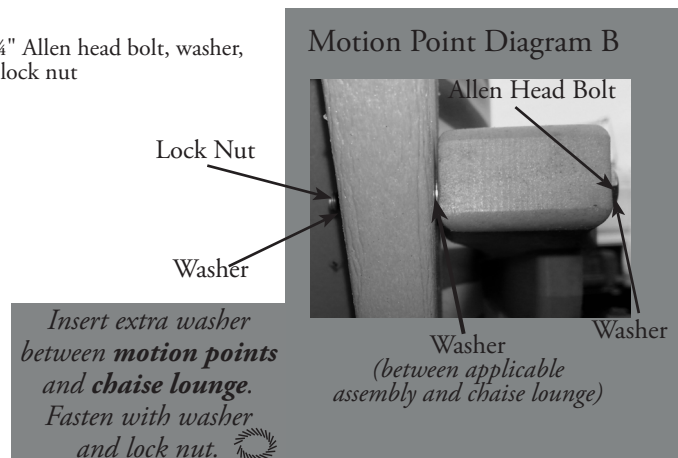 ¼" Allen head bolt, washer,
lock nut
Motion Point Diagram B
Allen Head Bolt
Lock Nut
Washer
Washer
Washer
(between applicable
assembly and chaise lounge)
Insert extra washer
between motion points
and chaise lounge.
Fasten with washer
and lock nut.